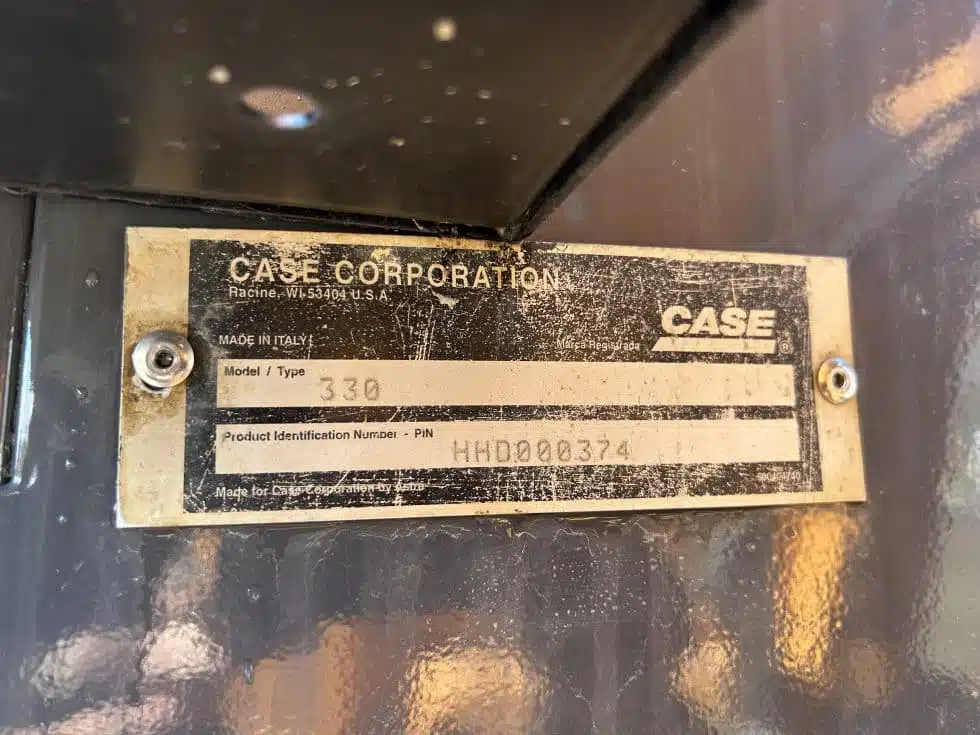 CASE CORPORATION
Racine, WI 53404 U.S.A.
CASE
®
MADE IN ITALY
Marca Registrada
Model / Type
330
Product Identification Number - PIN
HHD000374
Made for Case Corporation by Astra